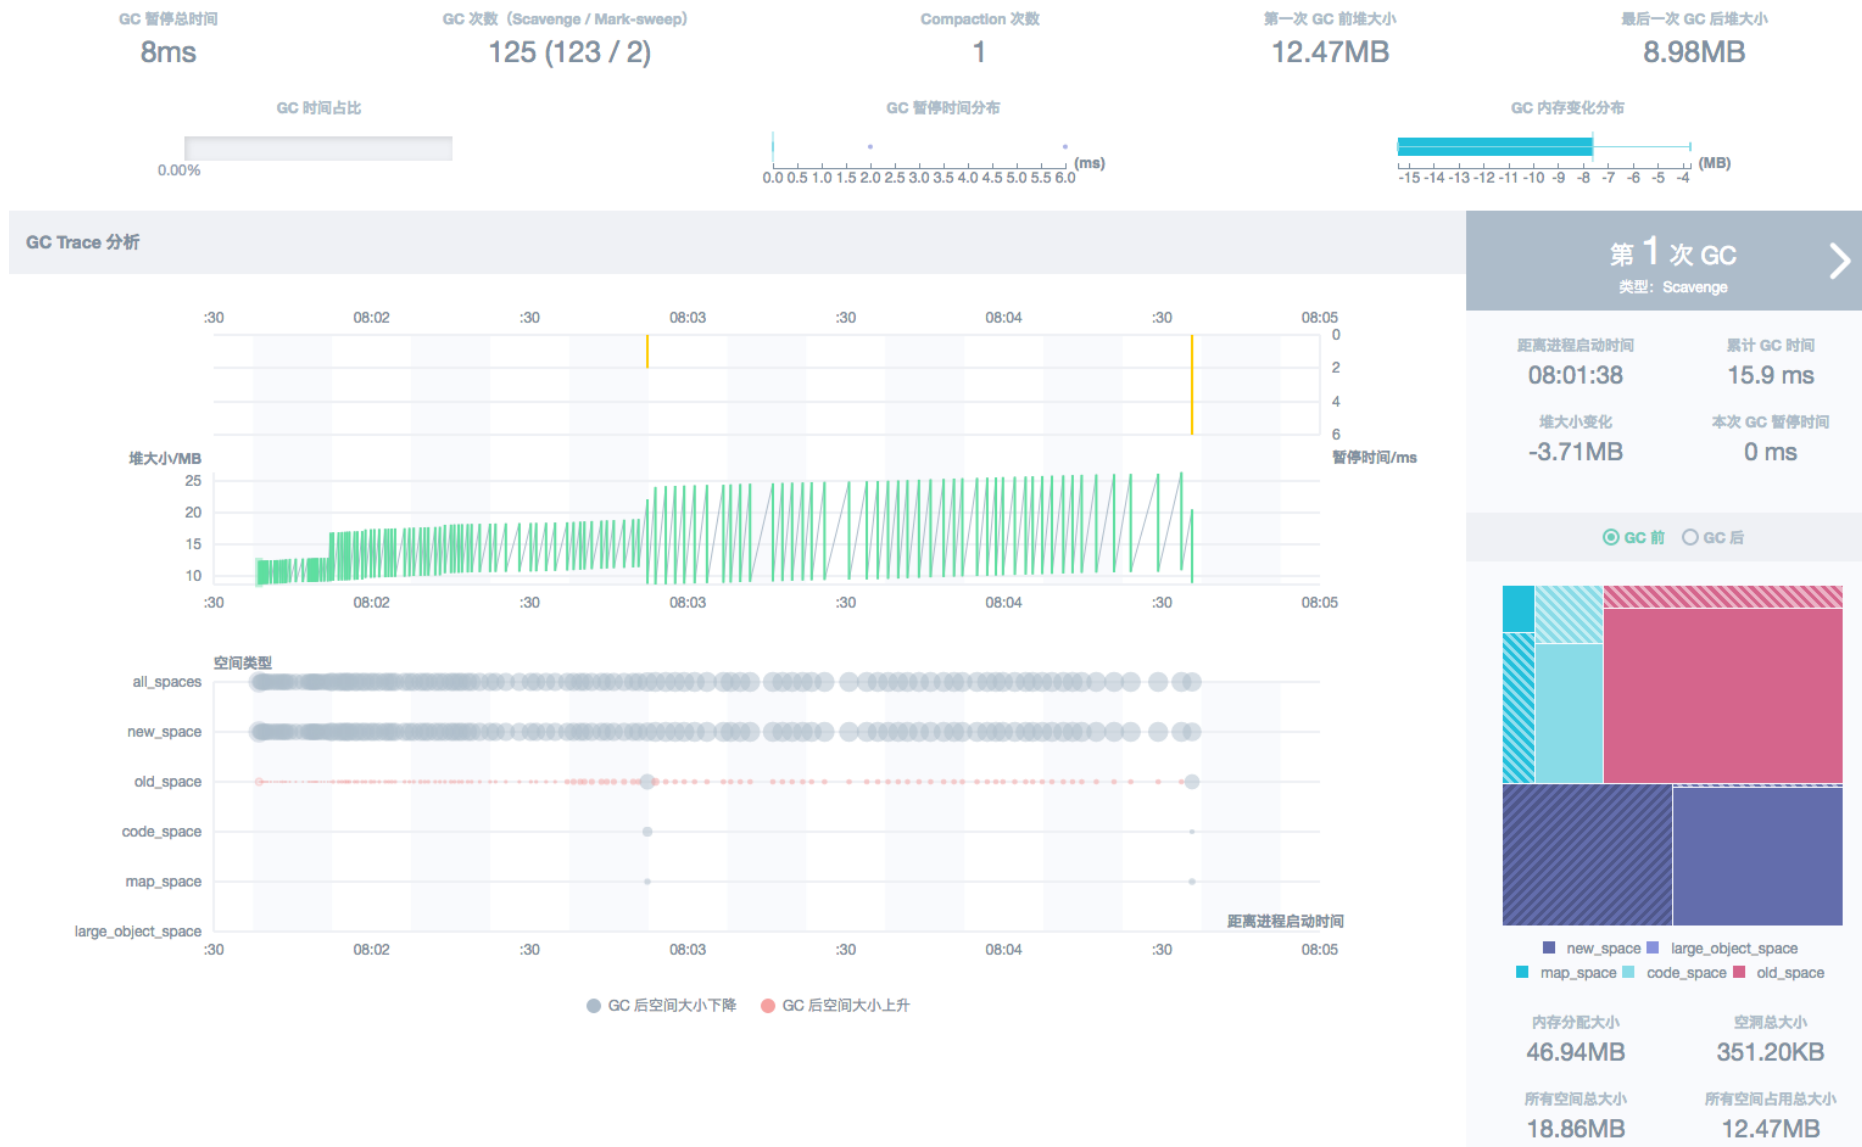 GC 暂停总时间
8ms
GC 次数（Scavenge / Mark-sweep）
125 (123 / 2)
Compaction 次数
1
第一次 GC 前堆大小
12.47MB
最后一次 GC 后堆大小
8.98MB
GC 时间占比
0.00%
GC 暂停时间分布
(ms)
0.0 0.5 1.0 1.5 2.0 2.5 3.0 3.5 4.0 4.5 5.0 5.5 6.0
GC 内存变化分布
(MB)
-15 -14 -13 -12 -11 -10 -9 -8 -7 -6 -5 -4
GC Trace 分析
:30 08:02 :30 08:03 :30 08:04 :30 08:05
0
2
4
6
堆大小/MB
暂停时间/ms
25
20
15
10
:30 08:02 :30 08:03 :30 08:04 :30 08:05
空间类型
all_spaces
new_space
old_space
code_space
map_space
large_object_space
距离进程启动时间
:30 08:02 :30 08:03 :30 08:04 :30 08:05
GC 后空间大小下降 GC 后空间大小上升
第 1 次 GC
类型：Scavenge
距离进程启动时间
08:01:38
累计 GC 时间
15.9 ms
堆大小变化
-3.71MB
本次 GC 暂停时间
0 ms
GC 前 GC 后
new_space large_object_space
map_space code_space old_space
内存分配大小
46.94MB
空洞总大小
351.20KB
所有空间总大小
18.86MB
所有空间占用总大小
12.47MB